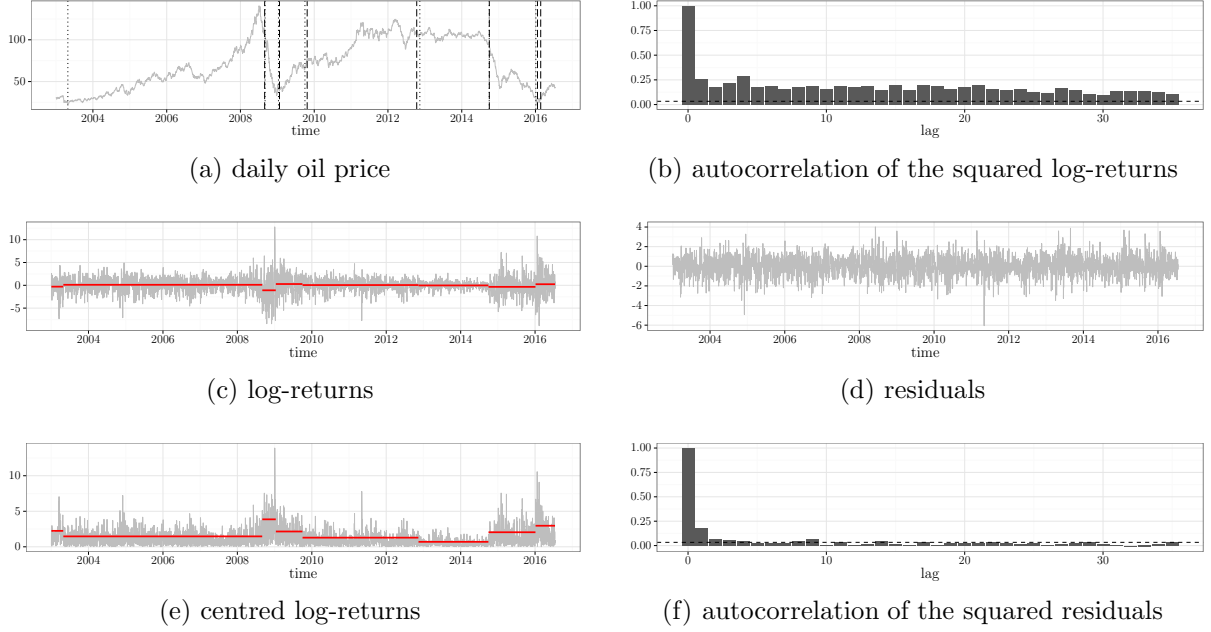 100
50
2004 2006 2008 2010 2012 2014 2016
time
(a) daily oil price
1.00
0.75
0.50
0.25
0.00
0 10 20 30
lag
(b) autocorrelation of the squared log-returns
10
5
0
-5
2004 2006 2008 2010 2012 2014 2016
time
(c) log-returns
4
2
0
-2
-4
-6
2004 2006 2008 2010 2012 2014 2016
time
(d) residuals
10
5
0
2004 2006 2008 2010 2012 2014 2016
time
(e) centred log-returns
1.00
0.75
0.50
0.25
0.00
0 10 20 30
lag
(f) autocorrelation of the squared residuals